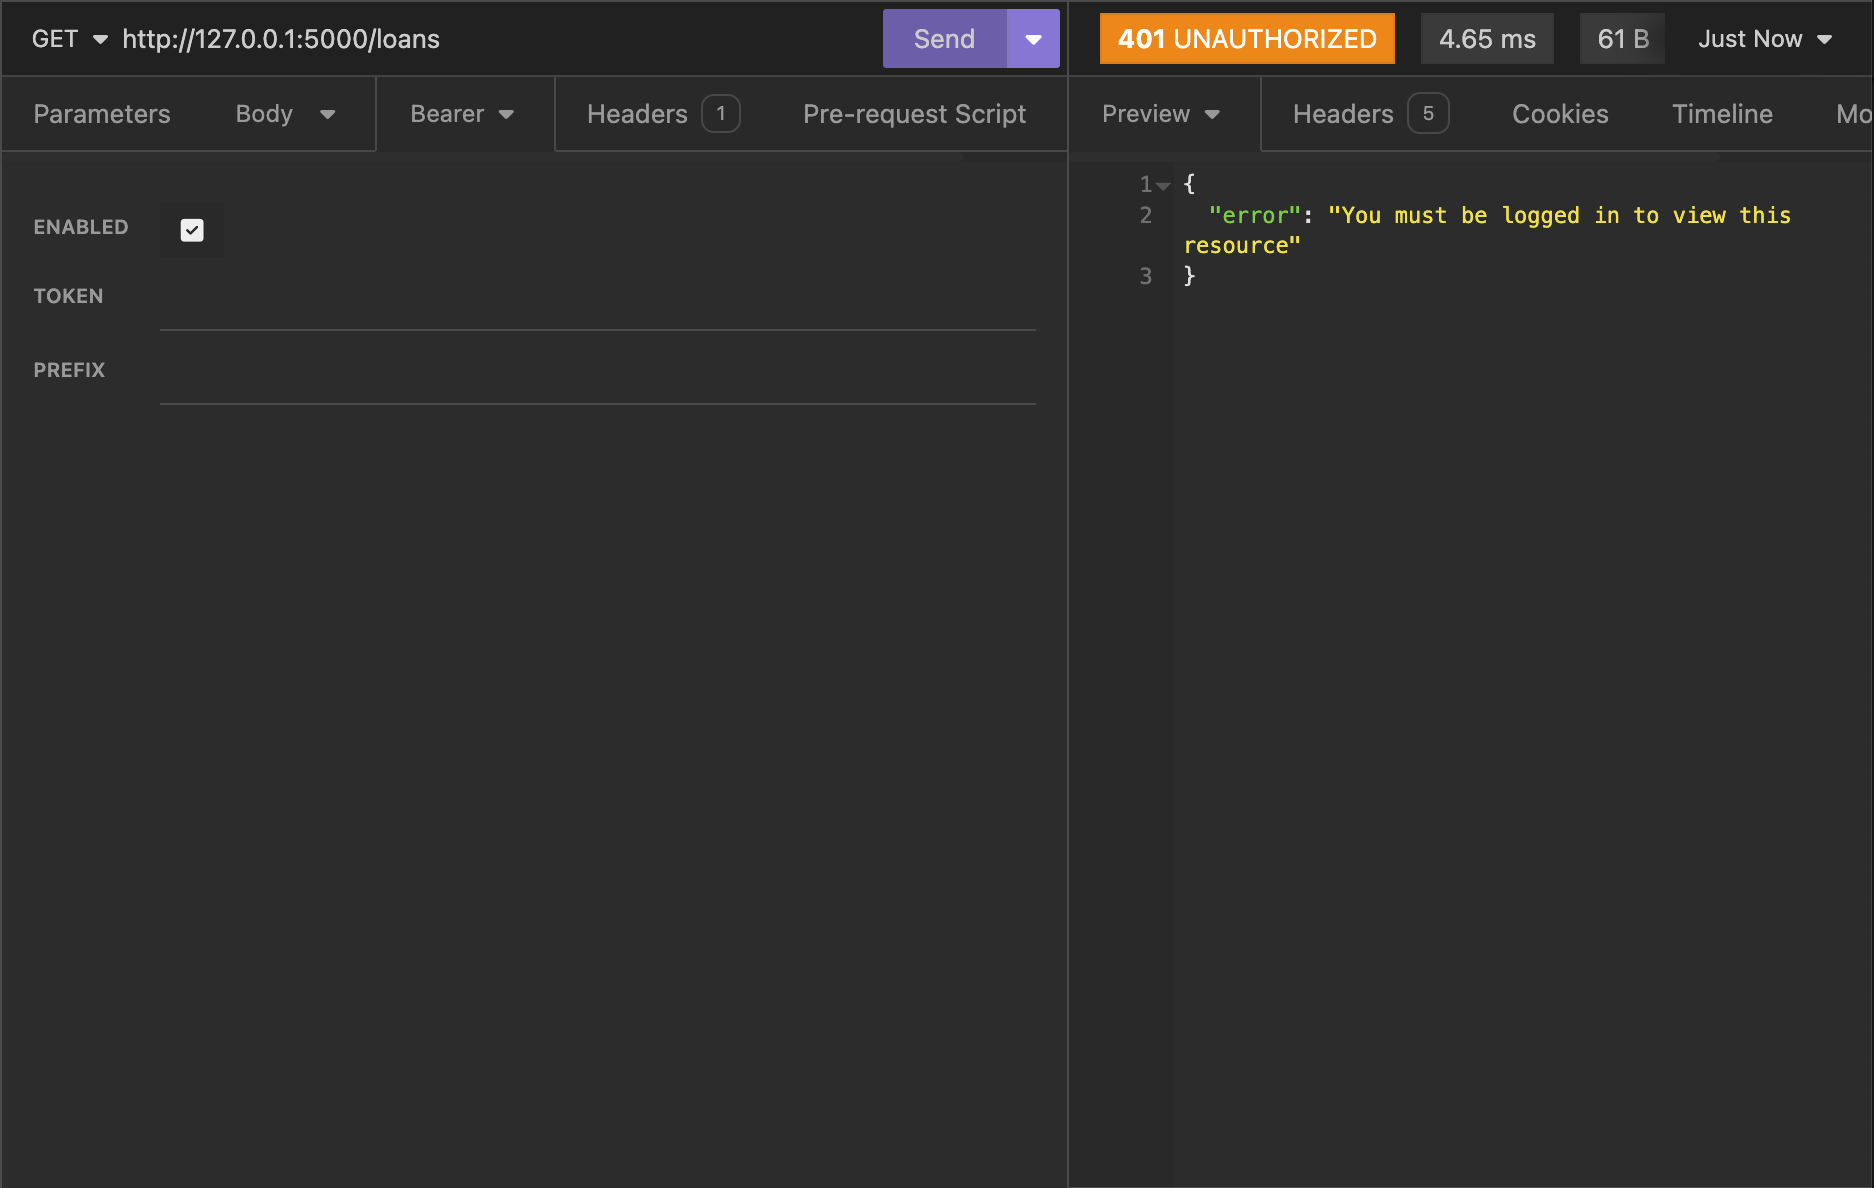 GET http://127.0.0.1:5000/loans Send 401 UNAUTHORIZED 4.65 ms 61 B Just Now
Parameters Body Bearer Headers 1 Pre-request Script Preview Headers 5 Cookies Timeline Mo
ENABLED
TOKEN
PREFIX
1 {
2 "error": "You must be logged in to view this
resource"
3 }